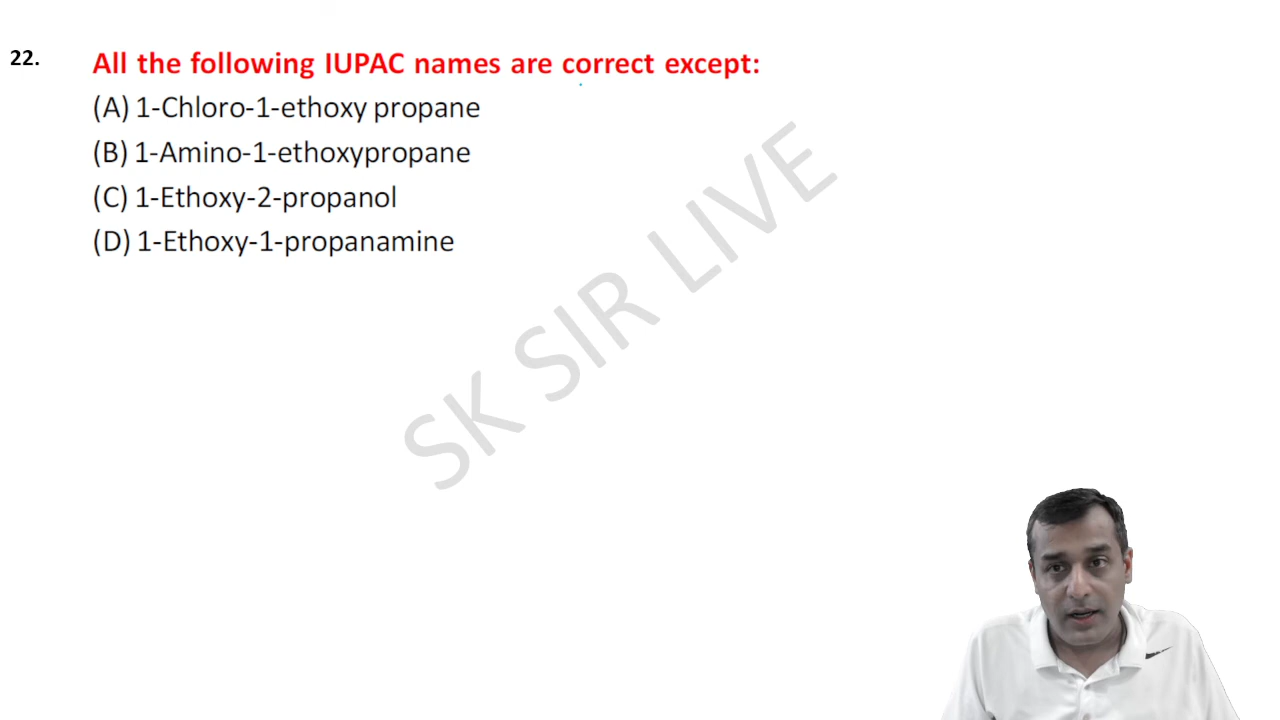 22. All the following IUPAC names are correct except:
(A) 1-Chloro-1-ethoxy propane
(B) 1-Amino-1-ethoxypropane
(C) 1-Ethoxy-2-propanol
(D) 1-Ethoxy-1-propanamine
SK SIR LIVE